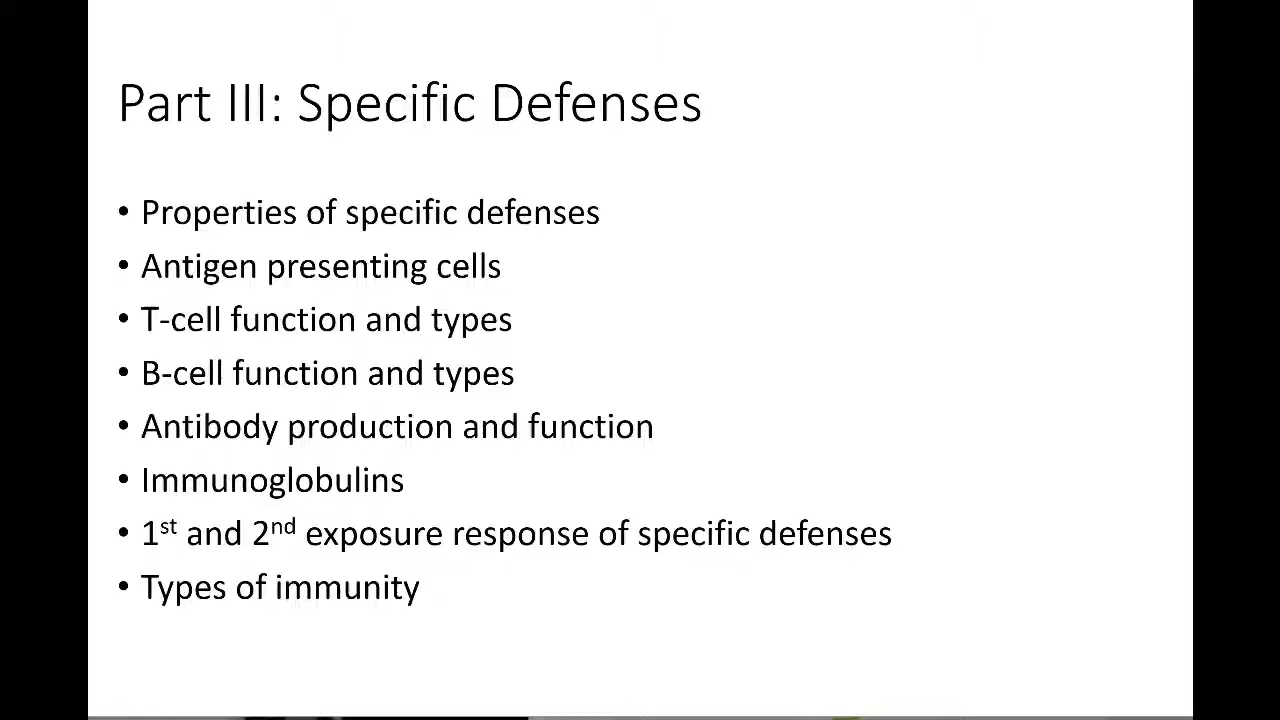 Part III: Specific Defenses
• Properties of specific defenses
• Antigen presenting cells
• T-cell function and types
• B-cell function and types
• Antibody production and function
• Immunoglobulins
• 1st and 2nd exposure response of specific defenses
• Types of immunity